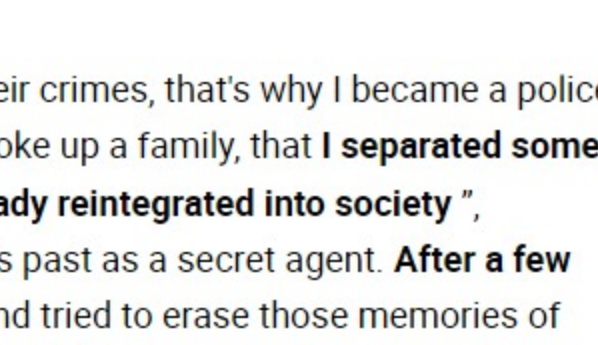 eir crimes, that's why I became a police
oke up a family, that I separated some
ady reintegrated into society ”,
s past as a secret agent. After a few
nd tried to erase those memories of